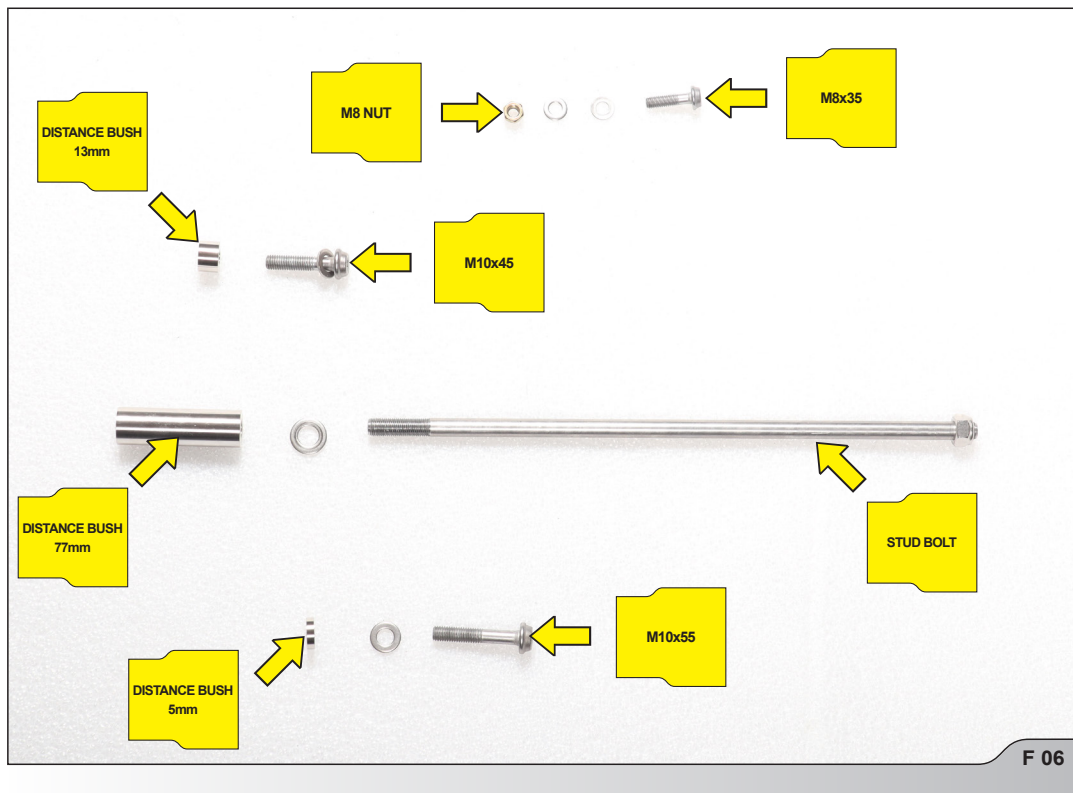 M8 NUT
M8x35
DISTANCE BUSH
13mm
M10x45
DISTANCE BUSH
77mm
STUD BOLT
M10x55
DISTANCE BUSH
5mm
F 06